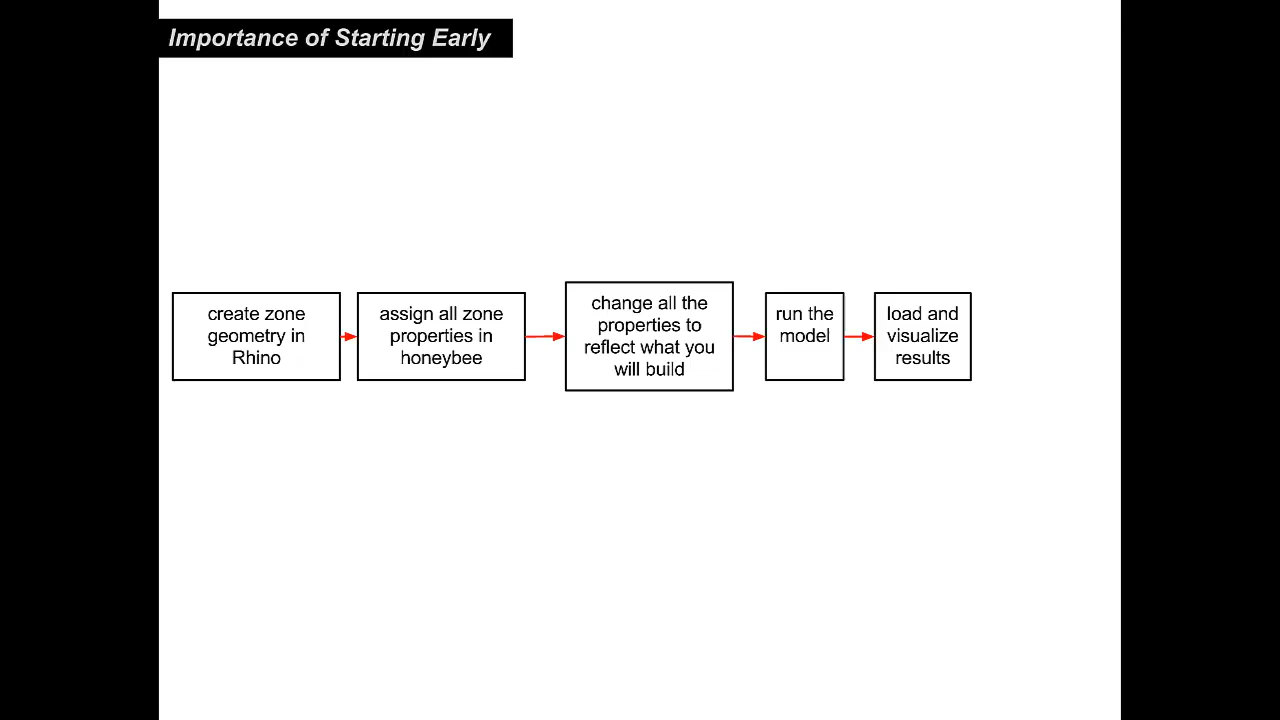 Importance of Starting Early
create zone
geometry in
Rhino
assign all zone
properties in
honeybee
change all the
properties to
reflect what you
will build
run the
model
load and
visualize
results